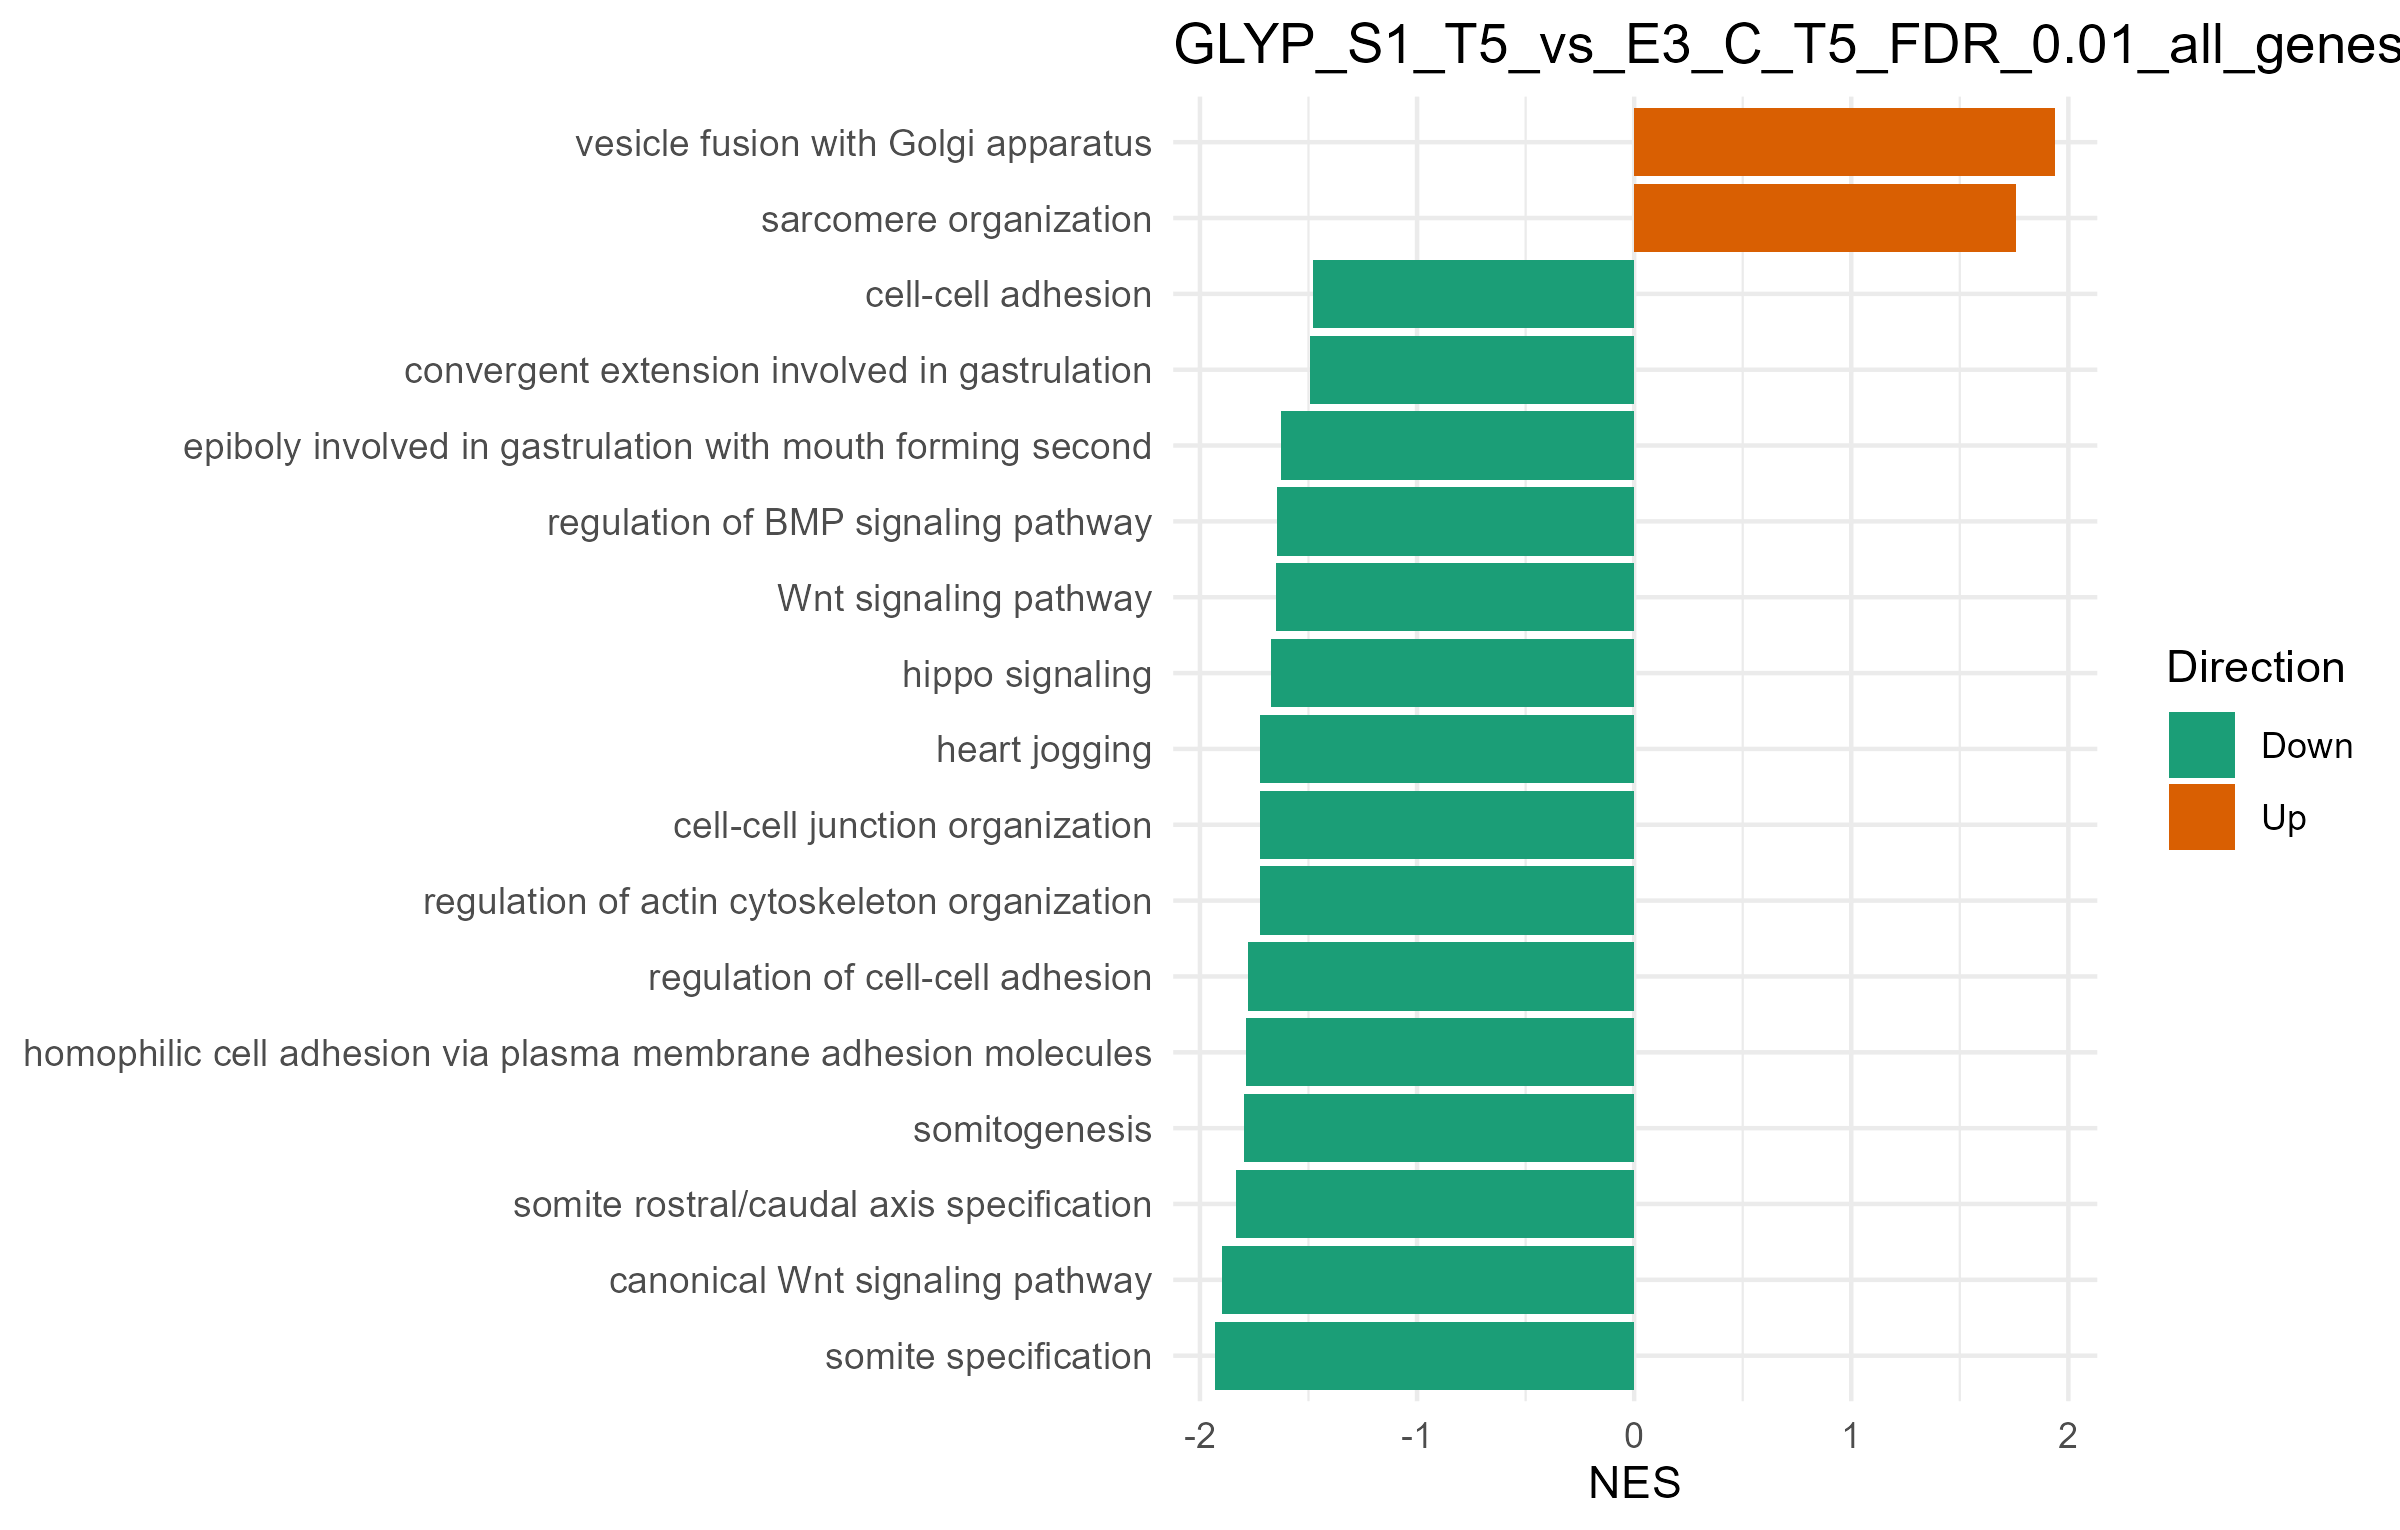 GLYP_S1_T5_vs_E3_C_T5_FDR_0.01_all_genes
vesicle fusion with Golgi apparatus
sarcomere organization
cell-cell adhesion
convergent extension involved in gastrulation
epiboly involved in gastrulation with mouth forming second
regulation of BMP signaling pathway
Wnt signaling pathway
hippo signaling
heart jogging
cell-cell junction organization
regulation of actin cytoskeleton organization
regulation of cell-cell adhesion
homophilic cell adhesion via plasma membrane adhesion molecules
somitogenesis
somite rostral/caudal axis specification
canonical Wnt signaling pathway
somite specification
-2 -1 0 1 2
NES
Direction
Down
Up